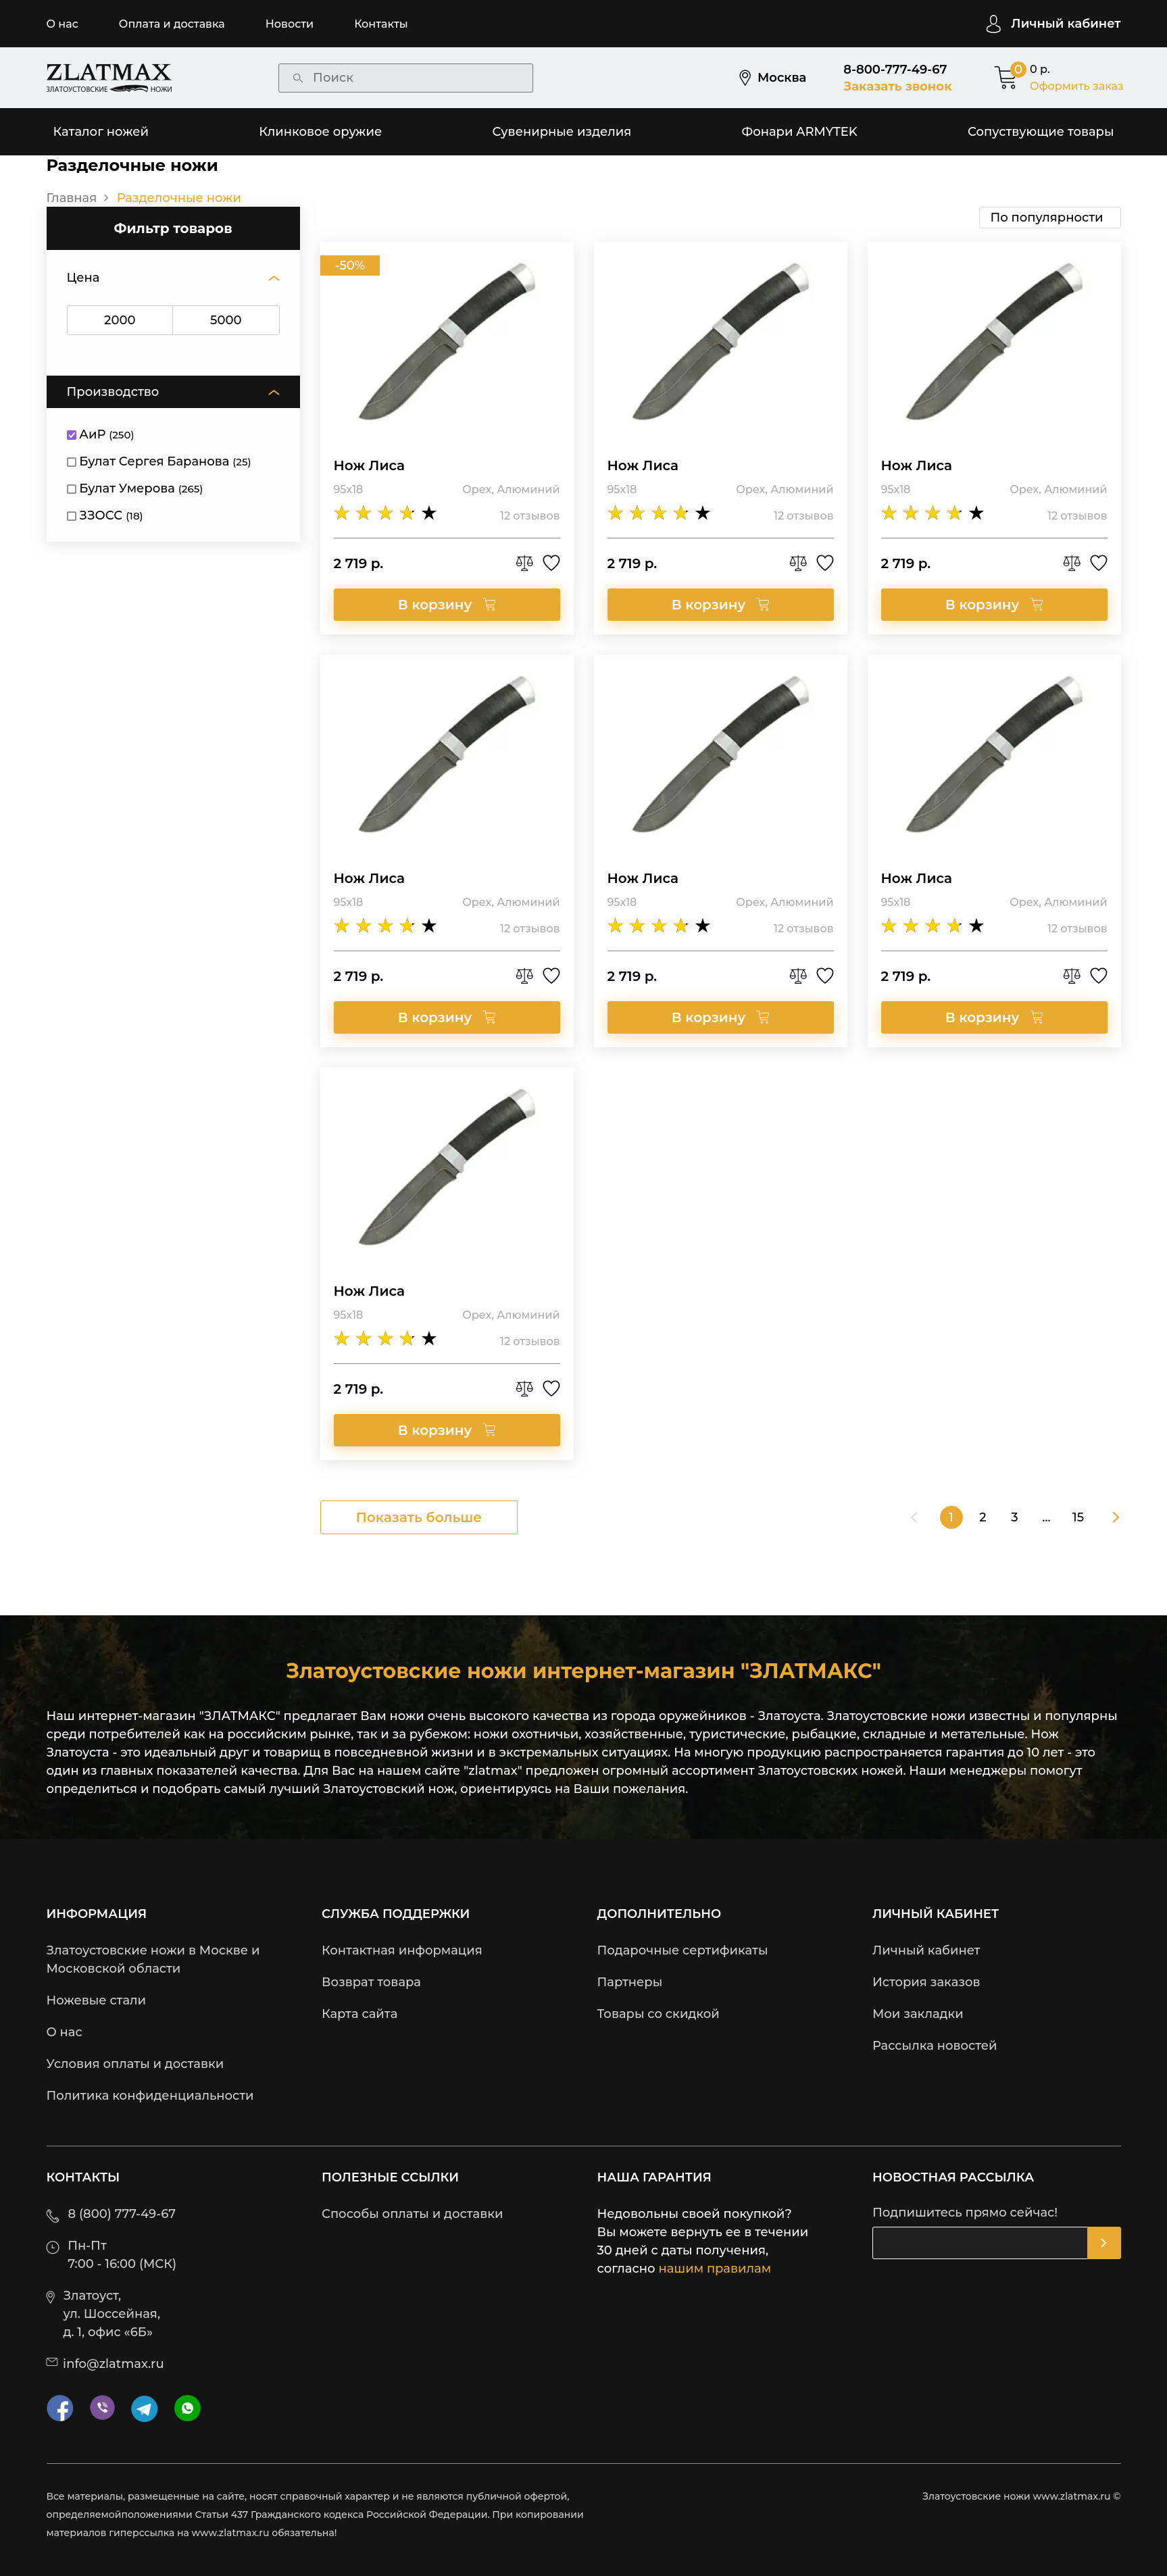 О нас Оплата и доставка Новости Контакты Личный кабинет
ZLATMAX
ЗЛАТОУСТОВСКИЕ НОЖИ
Поиск
Москва
8-800-777-49-67
Заказать звонок
0
0 р.
Оформить заказ
Каталог ножей Клинковое оружие Сувенирные изделия Фонари ARMYTEK Сопуствующие товары
Разделочные ножи
Главная > Разделочные ножи
По популярности
Фильтр товаров
Цена
2000 5000
Производство
АиР (250)
Булат Сергея Баранова (25)
Булат Умерова (265)
ЗЗОСС (18)
-50%
Нож Лиса
95х18 Орех, Алюминий
12 отзывов
2 719 р.
В корзину
Нож Лиса
95х18 Орех, Алюминий
12 отзывов
2 719 р.
В корзину
Нож Лиса
95х18 Орех, Алюминий
12 отзывов
2 719 р.
В корзину
Нож Лиса
95х18 Орех, Алюминий
12 отзывов
2 719 р.
В корзину
Нож Лиса
95х18 Орех, Алюминий
12 отзывов
2 719 р.
В корзину
Нож Лиса
95х18 Орех, Алюминий
12 отзывов
2 719 р.
В корзину
Нож Лиса
95х18 Орех, Алюминий
12 отзывов
2 719 р.
В корзину
Показать больше
1 2 3 ... 15
Златоустовские ножи интернет-магазин "ЗЛАТМАКС"
Наш интернет-магазин "ЗЛАТМАКС" предлагает Вам ножи очень высокого качества из города оружейников - Златоуста. Златоустовские ножи известны и популярны
среди потребителей как на российским рынке, так и за рубежом: ножи охотничьи, хозяйственные, туристические, рыбацкие, складные и метательные. Нож
Златоуста - это идеальный друг и товарищ в повседневной жизни и в экстремальных ситуациях. На многую продукцию распространяется гарантия до 10 лет - это
один из главных показателей качества. Для Вас на нашем сайте "zlatmax" предложен огромный ассортимент Златоустовских ножей. Наши менеджеры помогут
определиться и подобрать самый лучший Златоустовский нож, ориентируясь на Ваши пожелания.
ИНФОРМАЦИЯ
Златоустовские ножи в Москве и
Московской области
Ножевые стали
О нас
Условия оплаты и доставки
Политика конфиденциальности
СЛУЖБА ПОДДЕРЖКИ
Контактная информация
Возврат товара
Карта сайта
ДОПОЛНИТЕЛЬНО
Подарочные сертификаты
Партнеры
Товары со скидкой
ЛИЧНЫЙ КАБИНЕТ
Личный кабинет
История заказов
Мои закладки
Рассылка новостей
КОНТАКТЫ
8 (800) 777-49-67
Пн-Пт
7:00 - 16:00 (МСК)
Златоуст,
ул. Шоссейная,
д. 1, офис «6Б»
info@zlatmax.ru
ПОЛЕЗНЫЕ ССЫЛКИ
Способы оплаты и доставки
НАША ГАРАНТИЯ
Недовольны своей покупкой?
Вы можете вернуть ее в течении
30 дней с даты получения,
согласно нашим правилам
НОВОСТНАЯ РАССЫЛКА
Подпишитесь прямо сейчас!
Все материалы, размещенные на сайте, носят справочный характер и не являются публичной офертой,
определяемойположениями Статьи 437 Гражданского кодекса Российской Федерации. При копировании
материалов гиперссылка на www.zlatmax.ru обязательна!
Златоустовские ножи www.zlatmax.ru ©